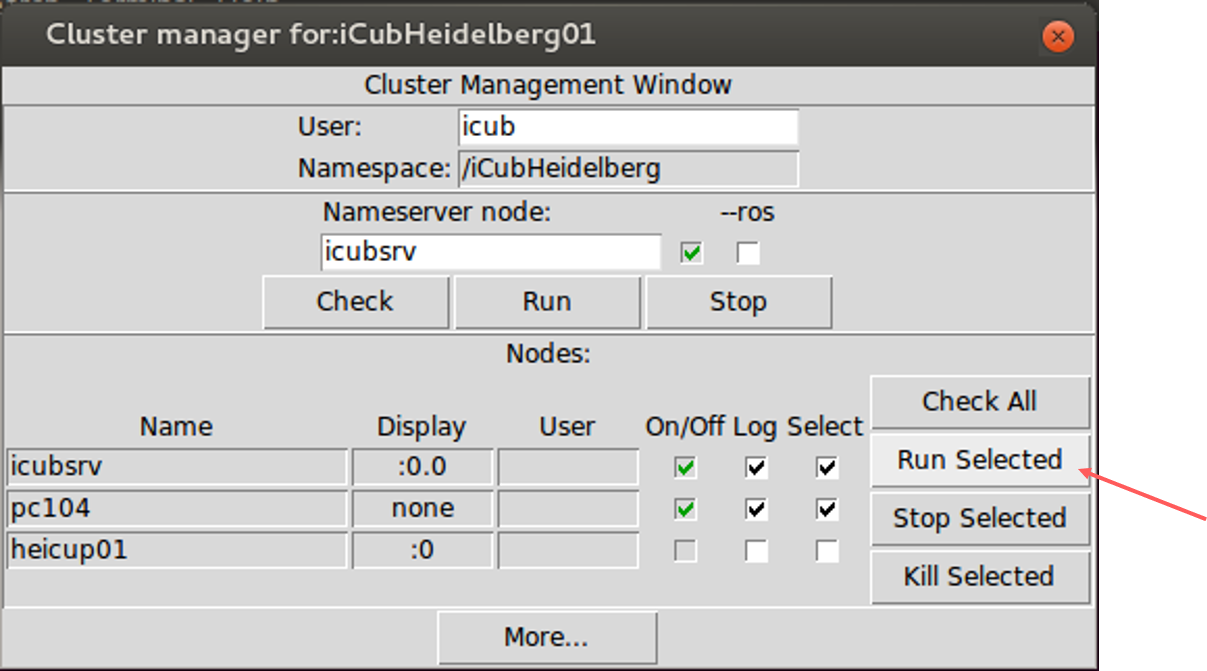 Cluster manager for:iCubHeidelberg01
Cluster Management Window
User: icub
Namespace: /iCubHeidelberg
Nameserver node: --ros
icubsrv
Check Run Stop
Nodes:
Check All
Name Display User On/Off Log Select
Run Selected
icubsrv :0.0
pc104 none
Stop Selected
heicup01 :0
Kill Selected
More...